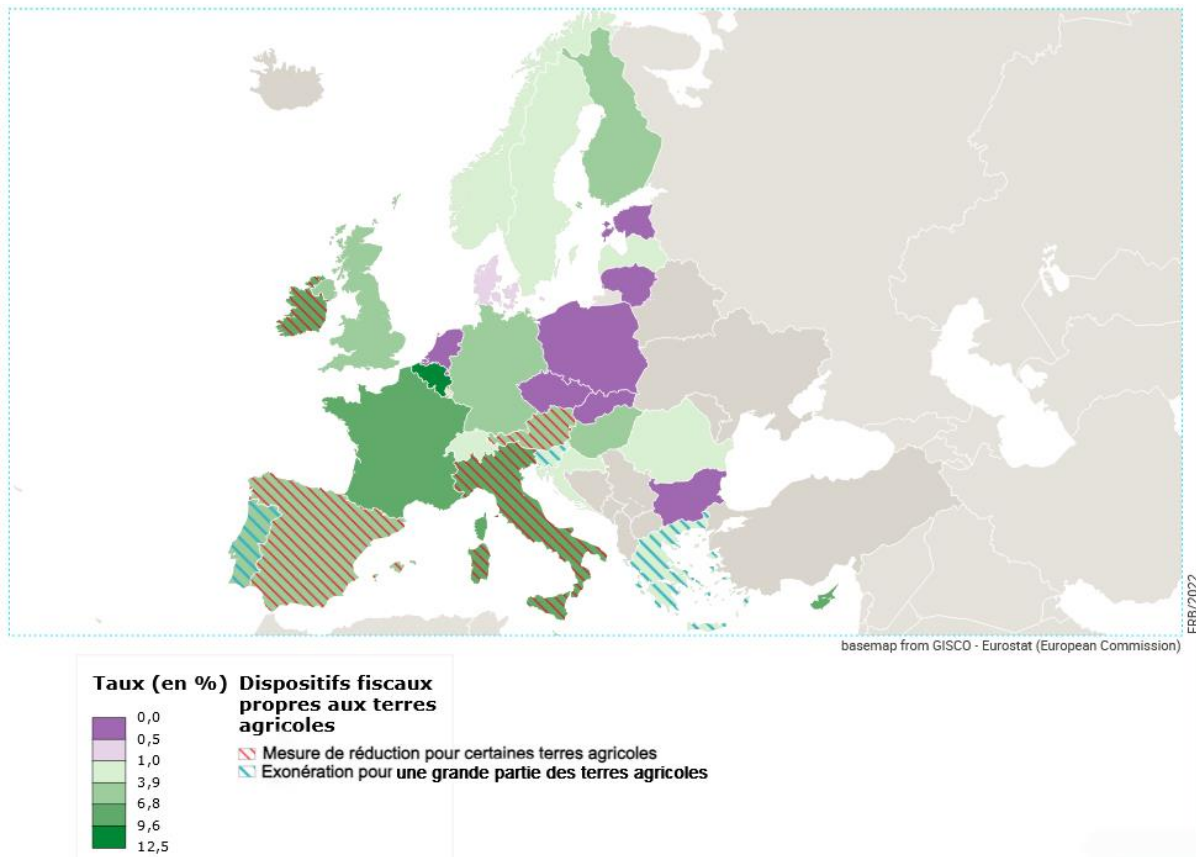 FRB/2022
basemap from GISCO - Eurostat (European Commission)
Taux (en %)
0,0
0,5
1,0
3,9
6,8
9,6
12,5
Dispositifs fiscaux
propres aux terres
agricoles
Mesure de réduction pour certaines terres agricoles
Exonération pour une grande partie des terres agricoles